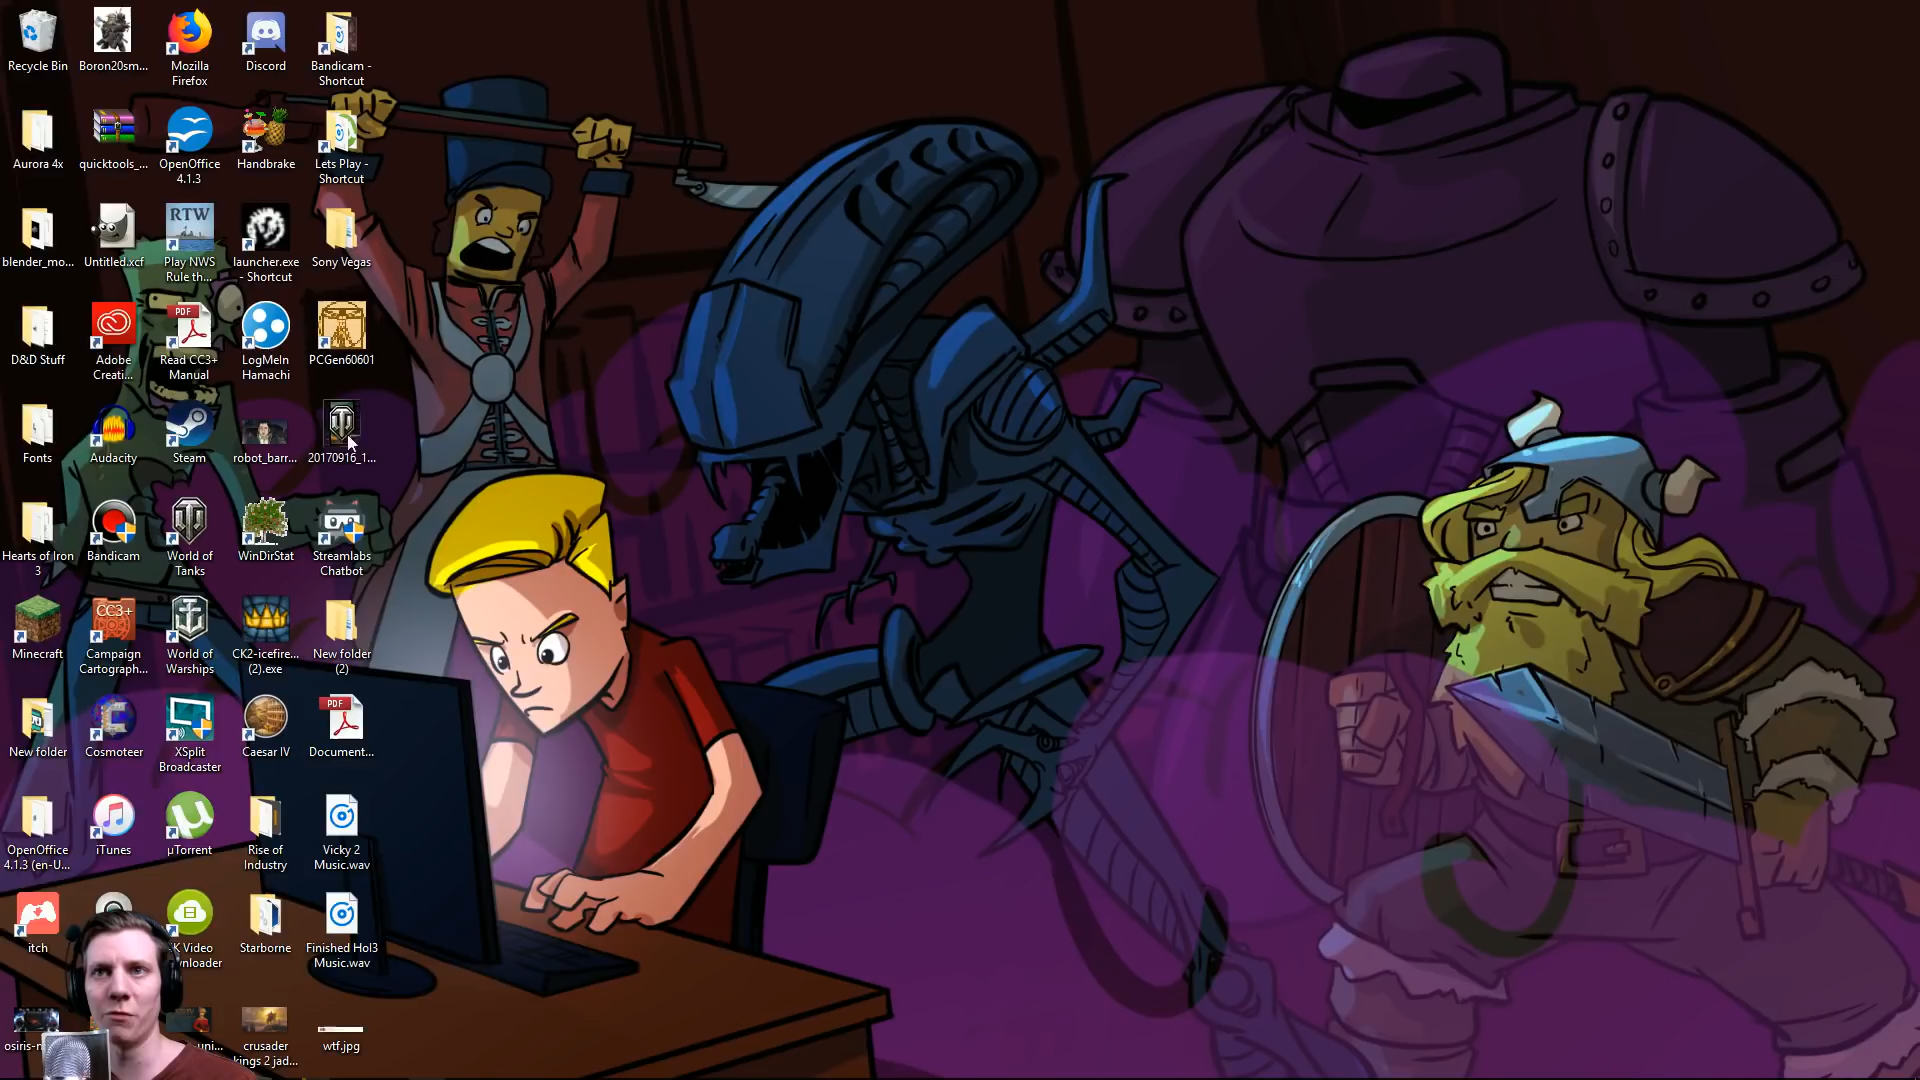 Recycle Bin
Boron20sm...
Mozilla
Firefox
Discord
Bandicam -
Shortcut
Aurora 4x
quicktools_...
OpenOffice
4.1.3
Handbrake
Lets Play -
Shortcut
blender_mo...
Untitled.xcf
RTW
Play NWS
Rule th...
launcher.exe
- Shortcut
Sony Vegas
D&D Stuff
Adobe
Creati...
PDF
Read CC3+
Manual
LogMeIn
Hamachi
PCGen60601
Fonts
Audacity
Steam
robot_barr...
20170916_1...
Hearts of Iron
3
Bandicam
World of
Tanks
WinDirStat
Streamlabs
Chatbot
Minecraft
CC3+
Campaign
Cartograph...
World of
Warships
CK2-icefire...
(2).exe
New folder
(2)
New folder
Cosmoteer
XSplit
Broadcaster
Caesar IV
PDF
Document...
OpenOffice
4.1.3 (en-U...
iTunes
µTorrent
Rise of
Industry
Vicky 2
Music.wav
itch
K Video
Starborne
Finished HoI3
Music.wav
crusader
kings 2 jad...
wtf.jpg